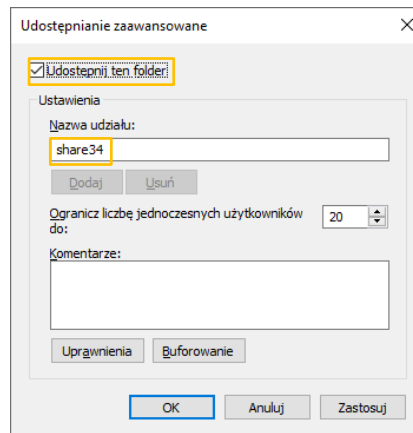 Udostępnianie zaawansowane
Udostępnij ten folder
Ustawienia
Nazwa udziału:
share34
Dodaj Usuń
Ogranicz liczbę jednoczesnych użytkowników 20
do:
Komentarze:
Uprawnienia Buforowanie
OK Anuluj Zastosuj